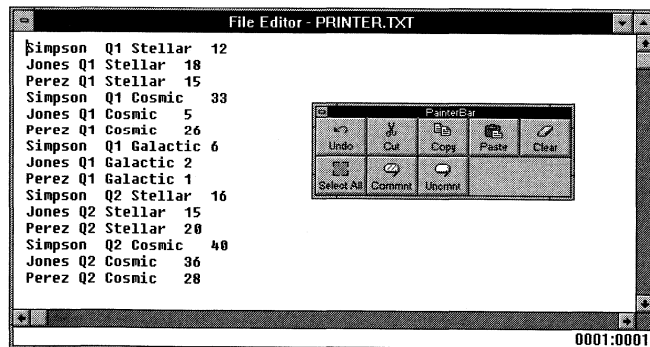 File Editor - PRINTER.TXT
Simpson Q1 Stellar 12
Jones Q1 Stellar 18
Perez Q1 Stellar 15
Simpson Q1 Cosmic 33
Jones Q1 Cosmic 5
Perez Q1 Cosmic 26
Simpson Q1 Galactic 6
Jones Q1 Galactic 2
Perez Q1 Galactic 1
Simpson Q2 Stellar 16
Jones Q2 Stellar 15
Perez Q2 Stellar 20
Simpson Q2 Cosmic 40
Jones Q2 Cosmic 36
Perez Q2 Cosmic 28
PainterBar
Undo Cut Copy Paste Clear
Select All Commnt Uncmnt
0001:0001